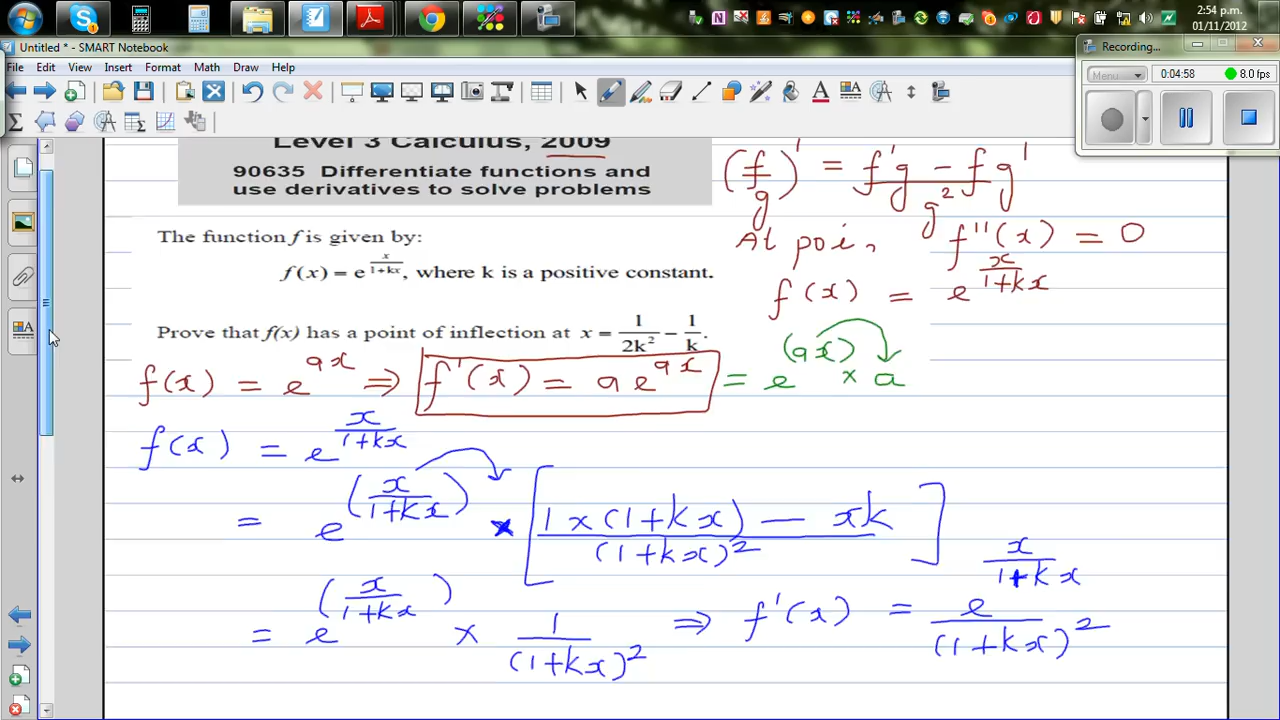 2:54 p.m.
01/11/2012
Untitled * - SMART Notebook
Recording...
File Edit View Insert Format Math Draw Help
Menu
0:04:58
8.0 fps
Level 3 Calculus, 2009
90635 Differentiate functions and
use derivatives to solve problems
(f/g)' = (f'g - fg')/g²
The function f is given by:
At poi, f''(x) = 0
f(x) = e^(x/(1+kx)), where k is a positive constant.
f(x) = e^(x/(1+kx))
Prove that f(x) has a point of inflection at x = 1/(2k²) − 1/k.
f(x) = e^(ax) ⇒ f'(x) = a e^(ax) = e^(ax) × a
f(x) = e^(x/(1+kx))
= e^(x/(1+kx)) × [(1×(1+kx) − xk)/(1+kx)²]
= e^(x/(1+kx)) × 1/(1+kx)² ⇒ f'(x) = e^(x/(1+kx))/(1+kx)²